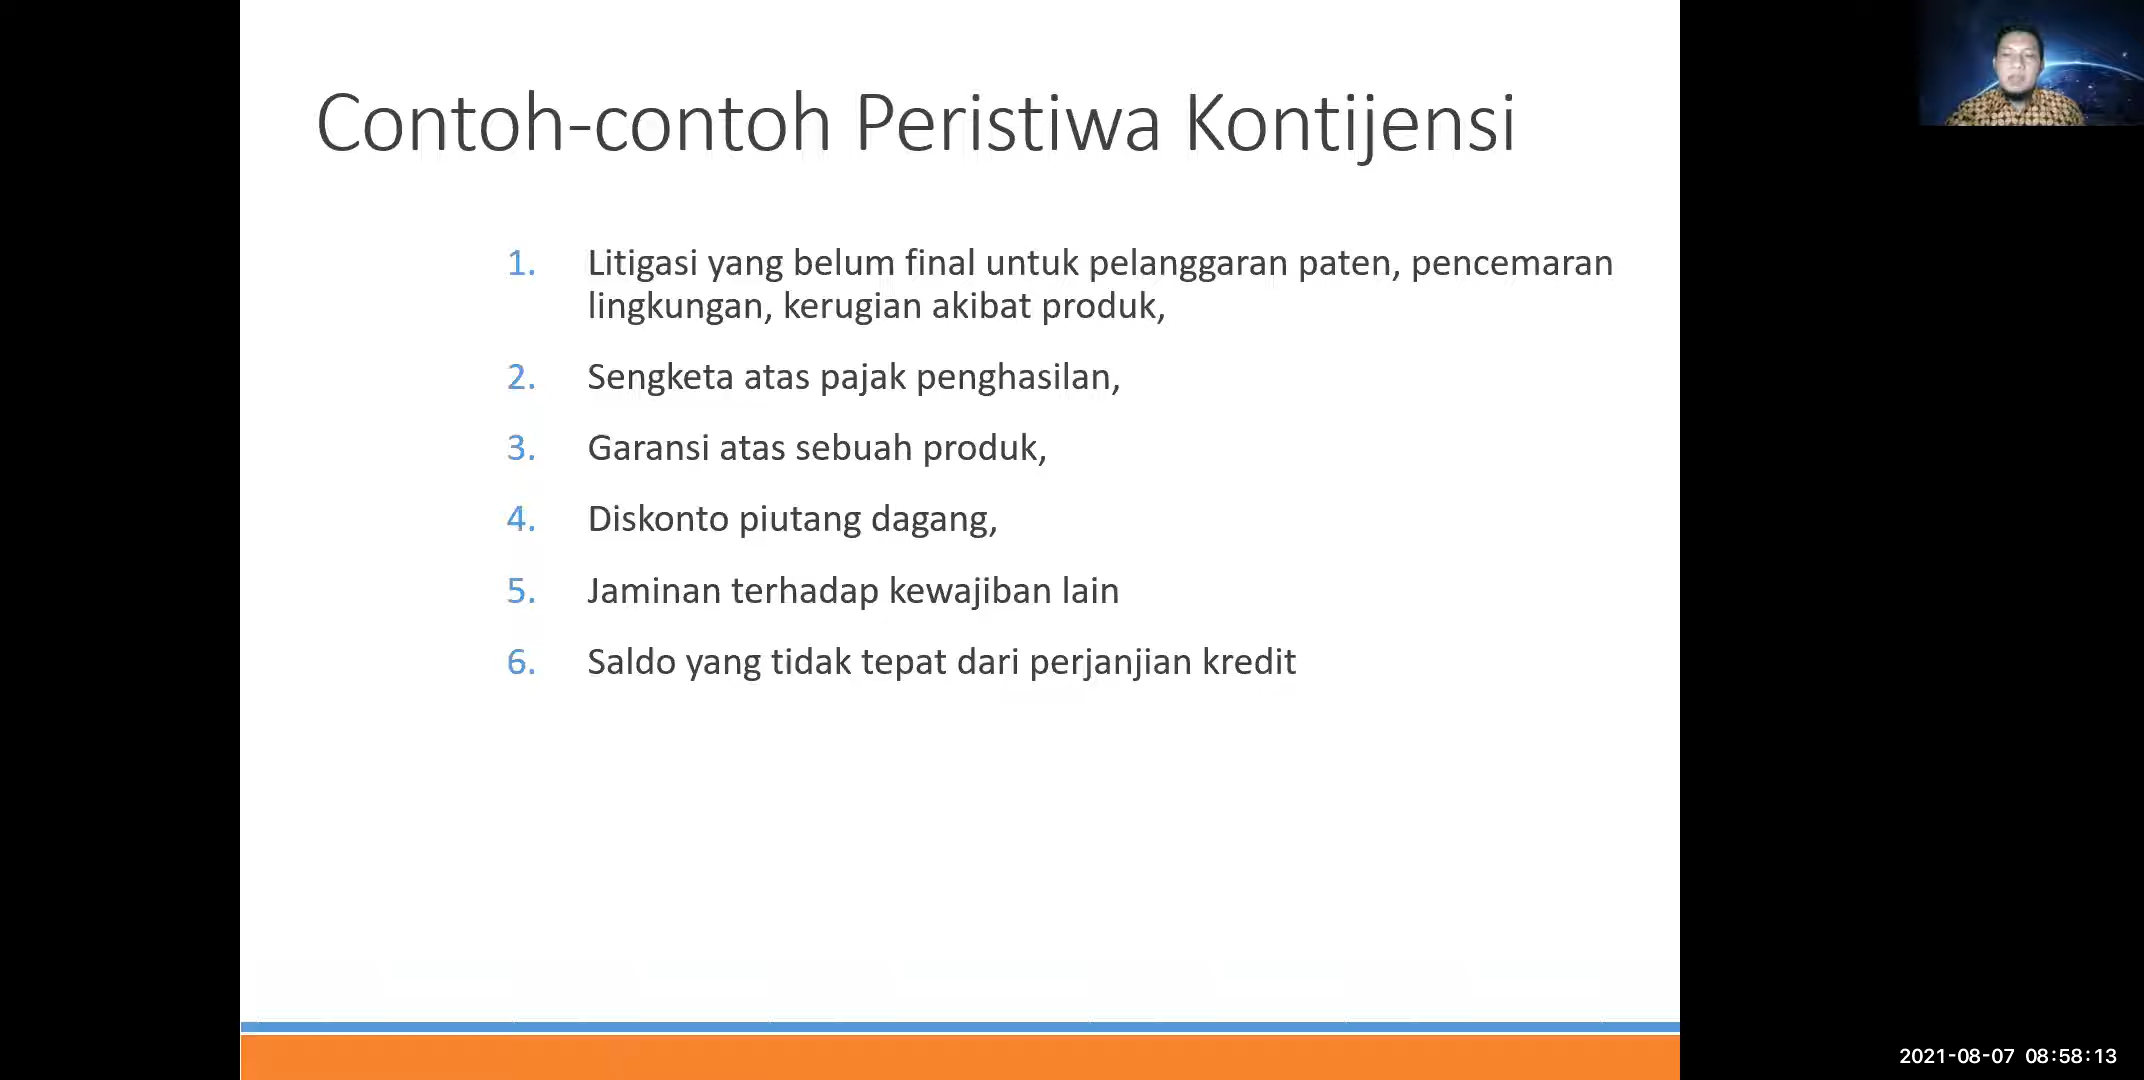 Contoh-contoh Peristiwa Kontijensi
1. Litigasi yang belum final untuk pelanggaran paten, pencemaran
lingkungan, kerugian akibat produk,
2. Sengketa atas pajak penghasilan,
3. Garansi atas sebuah produk,
4. Diskonto piutang dagang,
5. Jaminan terhadap kewajiban lain
6. Saldo yang tidak tepat dari perjanjian kredit
2021-08-07 08:58:13